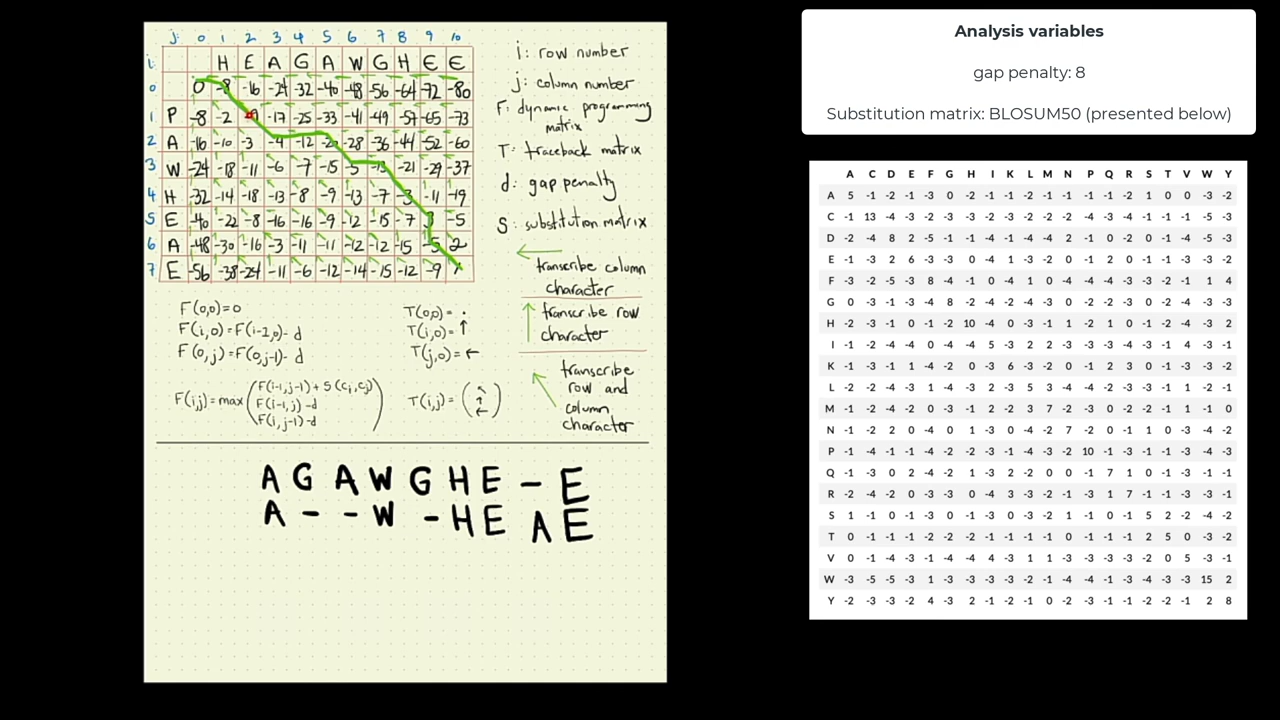 j: 0 1 2 3 4 5 6 7 8 9 10
i: H E A G A W G H E E
0 0 -8 -16 -24 -32 -40 -48 -56 -64 -72 -80
1 P -8 -2 -17 -25 -33 -41 -49 -57 -65 -73
2 A -16 -10 -3 -4 -12 -28 -36 -44 -52 -60
3 W -24 -18 -11 -6 -7 -15 -5 -13 -21 -29 -37
4 H -32 -14 -18 -13 -8 -9 -13 -7 -3 -11 -19
5 E -40 -22 -8 -16 -16 -9 -12 -15 -7 3 -5
6 A -48 -30 -16 -3 -11 -11 -12 -12 -15 -5 2
7 E -56 -38 -24 -11 -6 -12 -14 -15 -12 -9 1
i: row number
j: column number
F: dynamic programming
matrix
T: traceback matrix
d: gap penalty
S: substitution matrix
← transcribe column
character
↑ transcribe row
character
↖ transcribe
row and
column
character
F(0,0)=0
F(i,0)=F(i-1,0)-d
F(0,j)=F(0,j-1)-d
T(0,0)= .
T(i,0)= ↑
T(j,0)= ←
F(i,j)=max(F(i-1,j-1)+S(ci,cj)
F(i-1,j)-d
F(i,j-1)-d)
T(i,j)=(↖
↑
←)
A G A W G H E - E
A - - W - H E A E
Analysis variables
gap penalty: 8
Substitution matrix: BLOSUM50 (presented below)
A C D E F G H I K L M N P Q R S T V W Y
A 5 -1 -2 -1 -3 0 -2 -1 -1 -2 -1 -1 -1 -1 -2 1 0 0 -3 -2
C -1 13 -4 -3 -2 -3 -3 -2 -3 -2 -2 -2 -4 -3 -4 -1 -1 -1 -5 -3
D -2 -4 8 2 -5 -1 -1 -4 -1 -4 -4 2 -1 0 -2 0 -1 -4 -5 -3
E -1 -3 2 6 -3 -3 0 -4 1 -3 -2 0 -1 2 0 -1 -1 -3 -3 -2
F -3 -2 -5 -3 8 -4 -1 0 -4 1 0 -4 -4 -4 -3 -3 -2 -1 1 4
G 0 -3 -1 -3 -4 8 -2 -4 -2 -4 -3 0 -2 -2 -3 0 -2 -4 -3 -3
H -2 -3 -1 0 -1 -2 10 -4 0 -3 -1 1 -2 1 0 -1 -2 -4 -3 2
I -1 -2 -4 -4 0 -4 -4 5 -3 2 2 -3 -3 -3 -4 -3 -1 4 -3 -1
K -1 -3 -1 1 -4 -2 0 -3 6 -3 -2 0 -1 2 3 0 -1 -3 -3 -2
L -2 -2 -4 -3 1 -4 -3 2 -3 5 3 -4 -4 -2 -3 -3 -1 1 -2 -1
M -1 -2 -4 -2 0 -3 -1 2 -2 3 7 -2 -3 0 -2 -2 -1 1 -1 0
N -1 -2 2 0 -4 0 1 -3 0 -4 -2 7 -2 0 -1 1 0 -3 -4 -2
P -1 -4 -1 -1 -4 -2 -2 -3 -1 -4 -3 -2 10 -1 -3 -1 -1 -3 -4 -3
Q -1 -3 0 2 -4 -2 1 -3 2 -2 0 0 -1 7 1 0 -1 -3 -1 -1
R -2 -4 -2 0 -3 -3 0 -4 3 -3 -2 -1 -3 1 7 -1 -1 -3 -3 -1
S 1 -1 0 -1 -3 0 -1 -3 0 -3 -2 1 -1 0 -1 5 2 -2 -4 -2
T 0 -1 -1 -1 -2 -2 -2 -1 -1 -1 -1 0 -1 -1 -1 2 5 0 -3 -2
V 0 -1 -4 -3 -1 -4 -4 4 -3 1 1 -3 -3 -3 -3 -2 0 5 -3 -1
W -3 -5 -5 -3 1 -3 -3 -3 -3 -2 -1 -4 -4 -1 -3 -4 -3 -3 15 2
Y -2 -3 -3 -2 4 -3 2 -1 -2 -1 0 -2 -3 -1 -1 -2 -2 -1 2 8